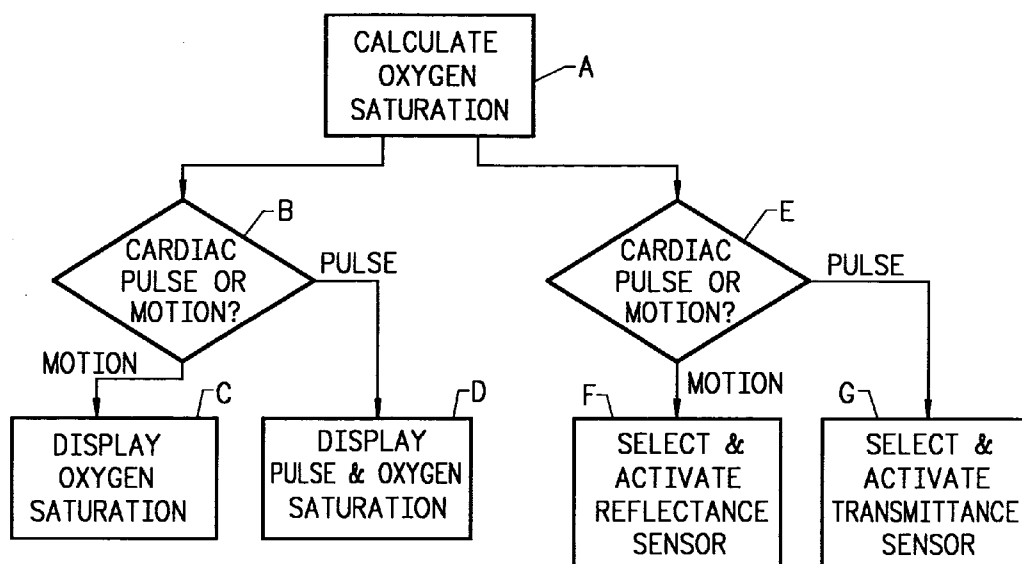 CALCULATE
OXYGEN
SATURATION
A
B
CARDIAC
PULSE OR
MOTION?
PULSE
MOTION
E
CARDIAC
PULSE OR
MOTION?
PULSE
MOTION
C
DISPLAY
OXYGEN
SATURATION
D
DISPLAY
PULSE & OXYGEN
SATURATION
F
SELECT &
ACTIVATE
REFLECTANCE
SENSOR
G
SELECT &
ACTIVATE
TRANSMITTANCE
SENSOR